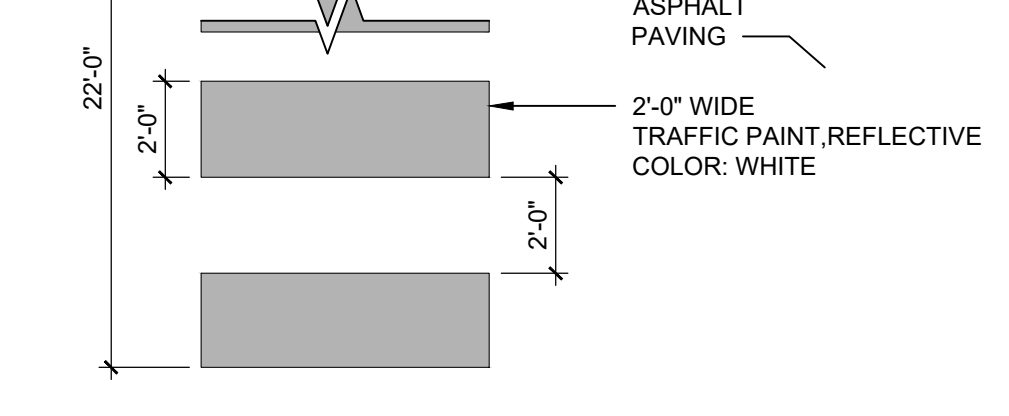 ASPHALT
PAVING
22'-0"
2'-0"
2'-0" WIDE
TRAFFIC PAINT,REFLECTIVE
COLOR: WHITE
2'-0"